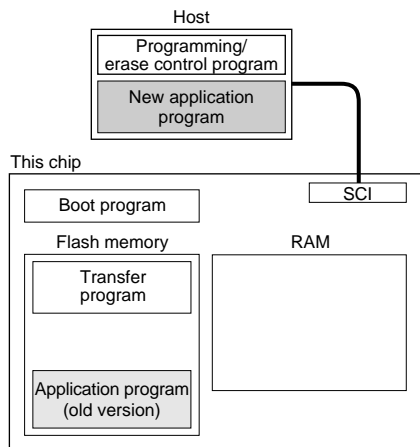 Host
Programming/
erase control program
New application
program
This chip
SCI
Boot program
Flash memory
RAM
Transfer
program
Application program
(old version)